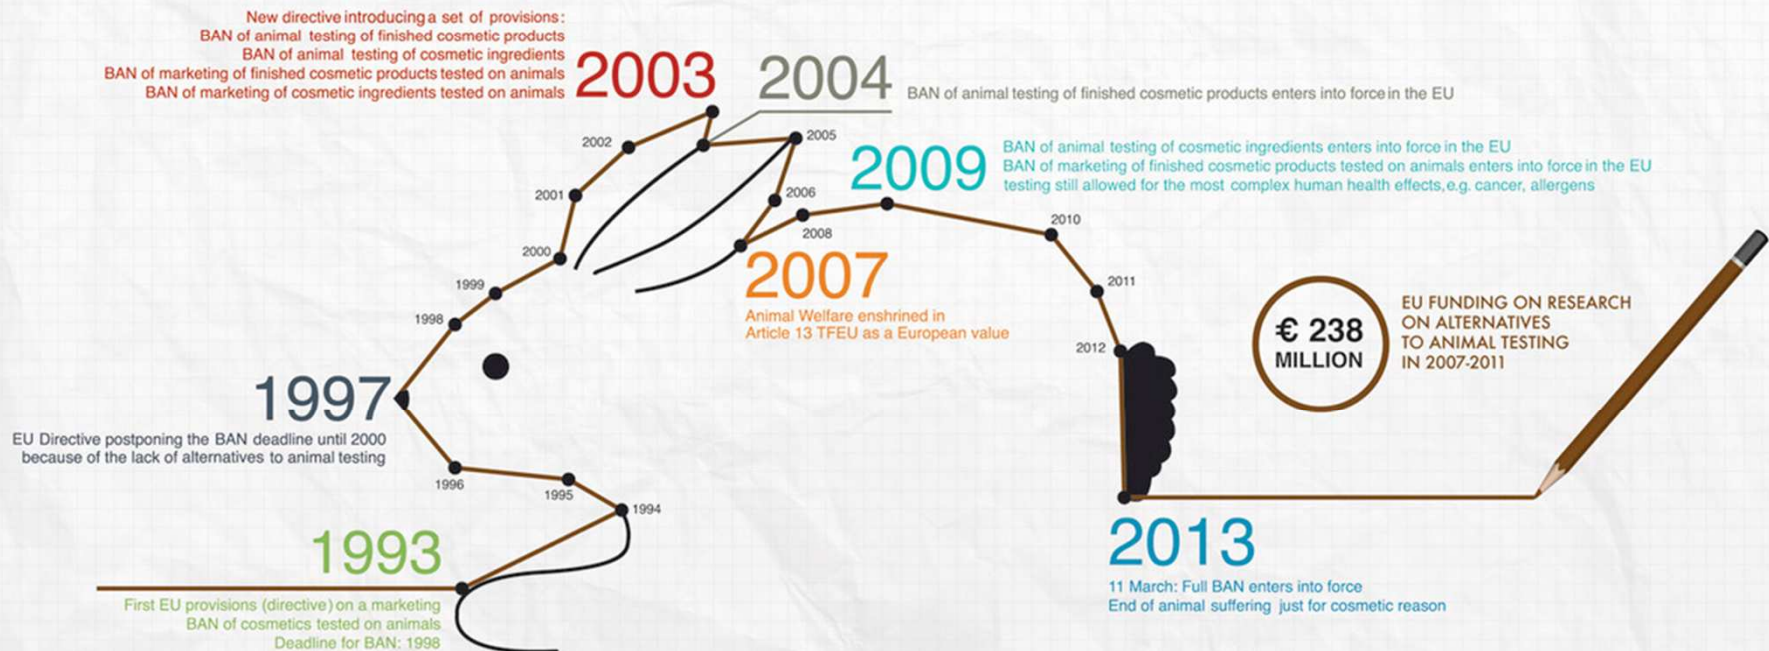 New directive introducing a set of provisions:
BAN of animal testing of finished cosmetic products
BAN of animal testing of cosmetic ingredients
BAN of marketing of finished cosmetic products tested on animals
BAN of marketing of cosmetic ingredients tested on animals
2003
2004
BAN of animal testing of finished cosmetic products enters into force in the EU
2002
2005
2009
BAN of animal testing of cosmetic ingredients enters into force in the EU
BAN of marketing of finished cosmetic products tested on animals enters into force in the EU
testing still allowed for the most complex human health effects, e.g. cancer, allergens
2001
2006
2008
2010
2000
2007
Animal Welfare enshrined in
Article 13 TFEU as a European value
1999
1998
2011
2012
€ 238
MILLION
EU FUNDING ON RESEARCH
ON ALTERNATIVES
TO ANIMAL TESTING
IN 2007-2011
1997
EU Directive postponing the BAN deadline until 2000
because of the lack of alternatives to animal testing
1996
1995
1994
1993
First EU provisions (directive) on a marketing
BAN of cosmetics tested on animals
Deadline for BAN: 1998
2013
11 March: Full BAN enters into force
End of animal suffering just for cosmetic reason